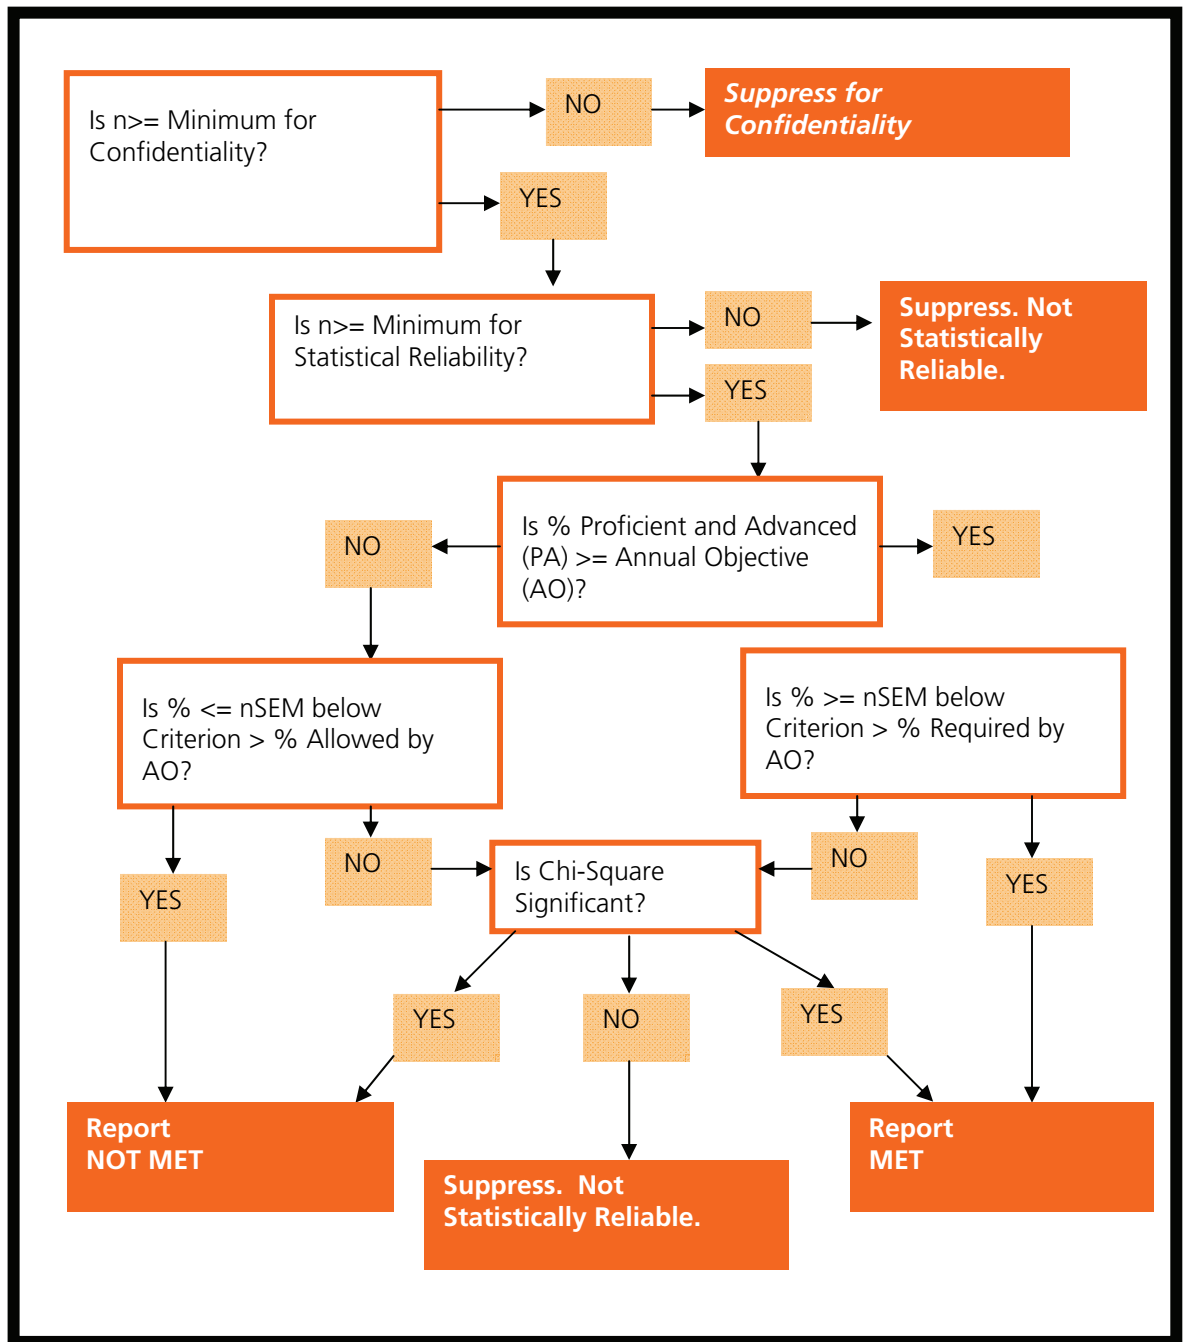 Is n>= Minimum for
Confidentiality?
NO
Suppress for
Confidentiality
YES
Is n>= Minimum for
Statistical Reliability?
NO
Suppress. Not
Statistically
Reliable.
YES
Is % Proficient and Advanced
(PA) >= Annual Objective
(AO)?
NO
YES
Is % <= nSEM below
Criterion > % Allowed by
AO?
Is % >= nSEM below
Criterion > % Required by
AO?
NO
Is Chi-Square
Significant?
NO
YES
YES
YES
NO
YES
Report
NOT MET
Report
MET
Suppress.  Not
Statistically Reliable.